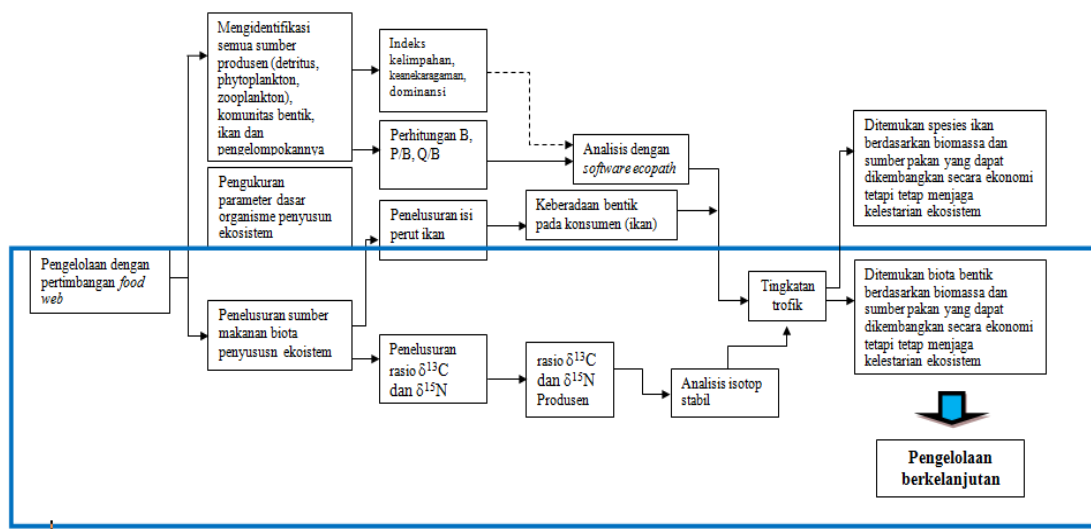 Mengidentifikasi
semua sumber
produsen (detritus,
phytoplankton,
zooplankton),
komunitas bentik,
ikan dan
pengelompokannya
Pengukuran
parameter dasar
organisme penyusun
ekosistem
Pengelolaan dengan
pertimbangan food
web
Penelusuran sumber
makanan biota
penyususn ekoistem
Indeks
kelimpahan,
keanekaragaman,
dominansi
Perhitungan B,
P/B, Q/B
Penelusuran isi
perut ikan
Penelusuran
rasio δ¹³C
dan δ¹⁵N
Analisis dengan
software ecopath
Keberadaan bentik
pada konsumen (ikan)
rasio δ¹³C
dan δ¹⁵N
Produsen
Analisis isotop
stabil
Tingkatan
trofik
Ditemukan spesies ikan
berdasarkan biomassa dan
sumber pakan yang dapat
dikembangkan secara ekonomi
tetapi tetap menjaga
kelestarian ekosistem
Ditemukan biota bentik
berdasarkan biomassa dan
sumber pakan yang dapat
dikembangkan secara ekonomi
tetapi tetap menjaga
kelestarian ekosistem
Pengelolaan
berkelanjutan